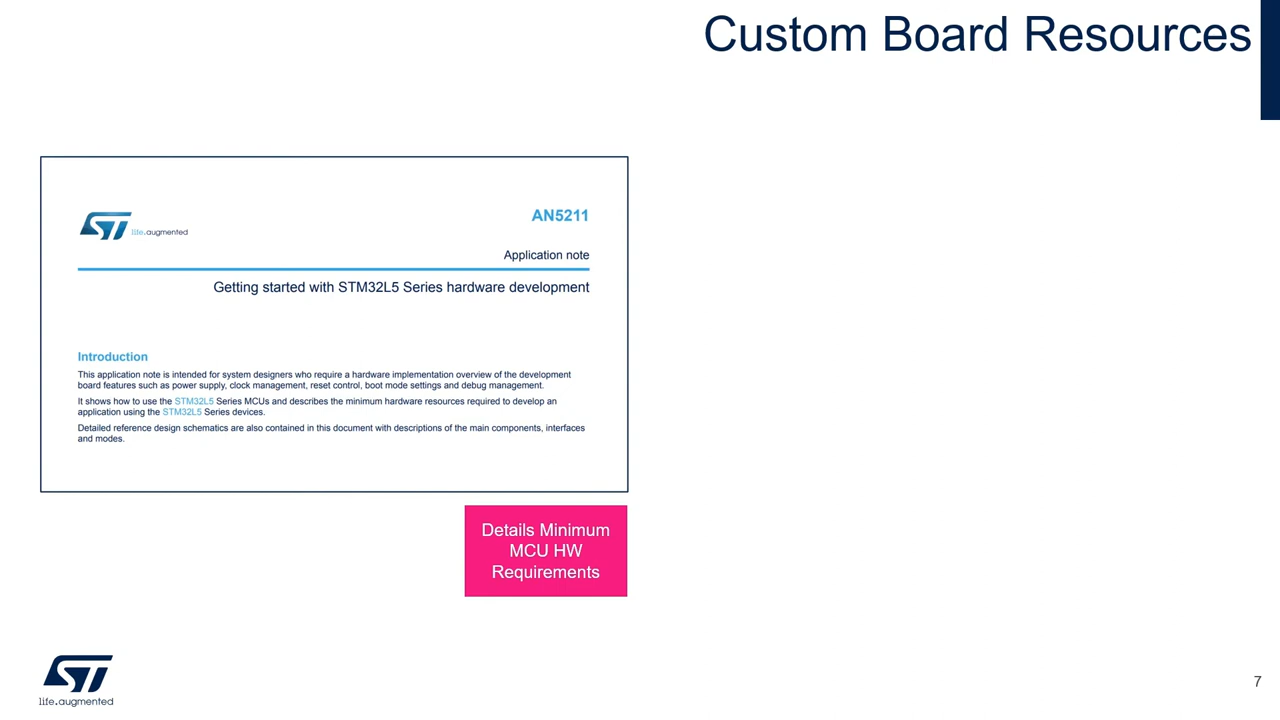 Custom Board Resources
ST
life.augmented
AN5211
Application note
Getting started with STM32L5 Series hardware development
Introduction
This application note is intended for system designers who require a hardware implementation overview of the development
board features such as power supply, clock management, reset control, boot mode settings and debug management.
It shows how to use the STM32L5 Series MCUs and describes the minimum hardware resources required to develop an
application using the STM32L5 Series devices.
Detailed reference design schematics are also contained in this document with descriptions of the main components, interfaces
and modes.
Details Minimum
MCU HW
Requirements
ST
life.augmented
7